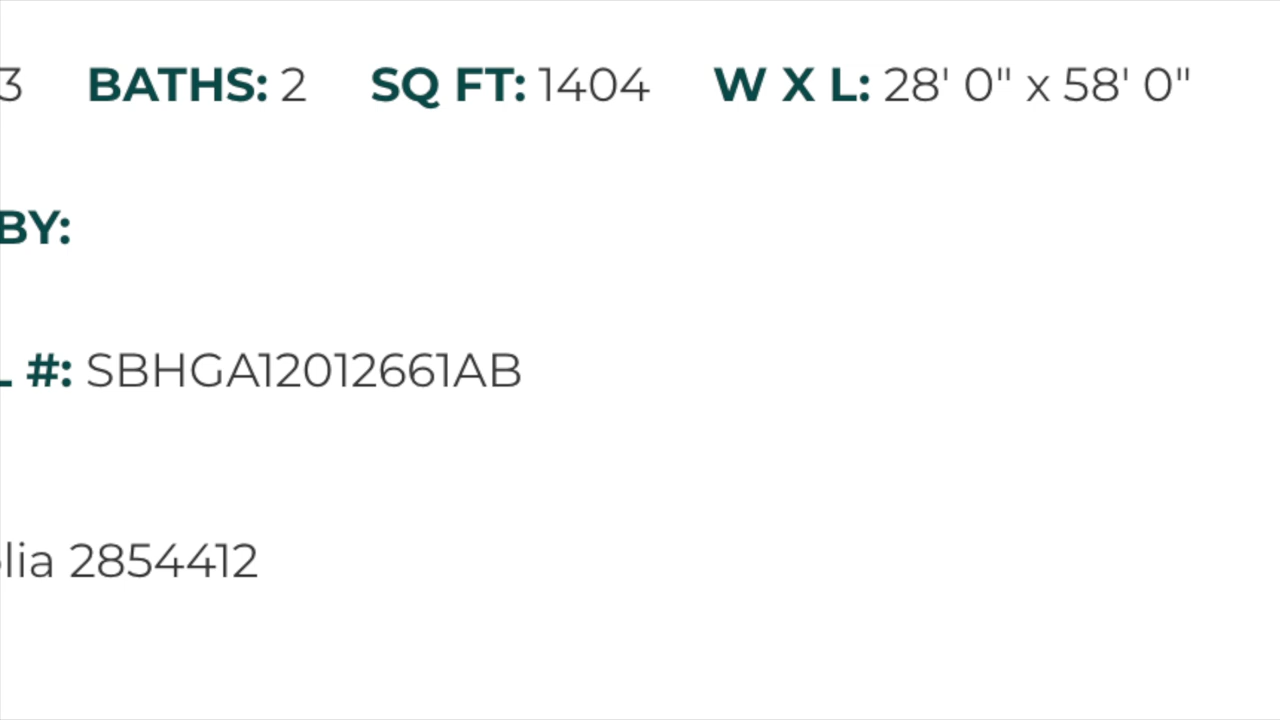 3 BATHS: 2 SQ FT: 1404 W X L: 28' 0" x 58' 0"
BY:
L #: SBHGA12012661AB
lia 2854412